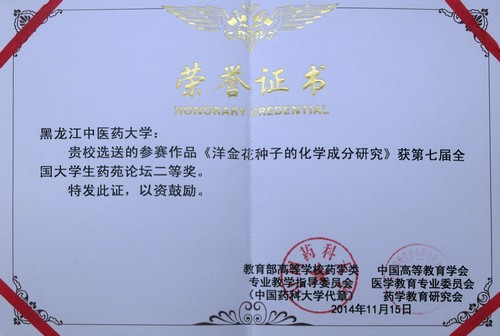 荣誉证书
HONORARY CREDENTIAL
黑龙江中医药大学：
贵校选送的参赛作品《洋金花种子的化学成分研究》获第七届全
国大学生药苑论坛二等奖。
特发此证，以资鼓励。
教育部高等学校药学类
专业教学指导委员会
（中国药科大学代章）
中国高等教育学会
医学教育专业委员会
药学教育研究会
2014年11月15日